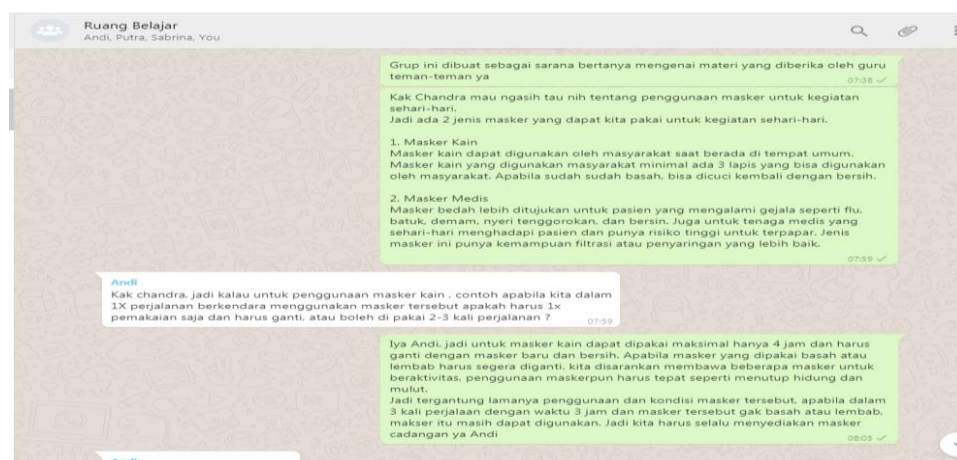 Ruang Belajar
Andi, Putra, Sabrina, You
Grup ini dibuat sebagai sarana bertanya mengenai materi yang diberika oleh guru
teman-teman ya
07:38
Kak Chandra mau ngasih tau nih tentang penggunaan masker untuk kegiatan
sehari-hari.
Jadi ada 2 jenis masker yang dapat kita pakai untuk kegiatan sehari-hari.
1. Masker Kain
Masker kain dapat digunakan oleh masyarakat saat berada di tempat umum.
Masker kain yang digunakan masyarakat minimal ada 3 lapis yang bisa digunakan
oleh masyarakat. Apabila sudah sudah basah, bisa dicuci kembali dengan bersih.
2. Masker Medis
Masker bedah lebih ditujukan untuk pasien yang mengalami gejala seperti flu,
batuk, demam, nyeri tenggorokan, dan bersin. Juga untuk tenaga medis yang
sehari-hari menghadapi pasien dan punya risiko tinggi untuk terpapar. Jenis
masker ini punya kemampuan filtrasi atau penyaringan yang lebih baik.
07:59
Andi
Kak chandra, jadi kalau untuk penggunaan masker kain , contoh apabila kita dalam
1X perjalanan berkendara menggunakan masker tersebut apakah harus 1x
pemakaian saja dan harus ganti, atau boleh di pakai 2-3 kali perjalanan ?
07:59
Iya Andi, jadi untuk masker kain dapat dipakai maksimal hanya 4 jam dan harus
ganti dengan masker baru dan bersih. Apabila masker yang dipakai basah atau
lembab harus segera diganti. kita disarankan membawa beberapa masker untuk
beraktivitas, penggunaan maskerpun harus tepat seperti menutup hidung dan
mulut.
Jadi tergantung lamanya penggunaan dan kondisi masker tersebut, apabila dalam
3 kali perjalaan dengan waktu 3 jam dan masker tersebut gak basah atau lembab,
makser itu masih dapat digunakan. Jadi kita harus selalu menyediakan masker
cadangan ya Andi
08:05